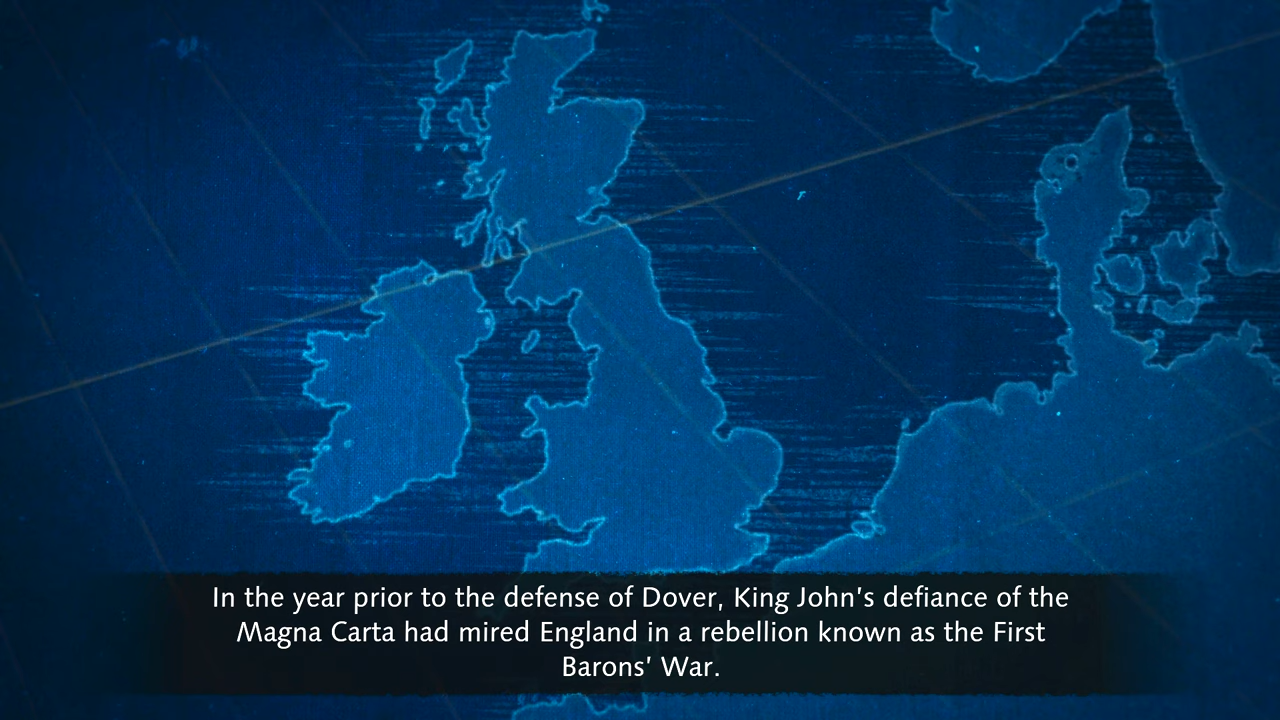 In the year prior to the defense of Dover, King John's defiance of the
Magna Carta had mired England in a rebellion known as the First
Barons' War.